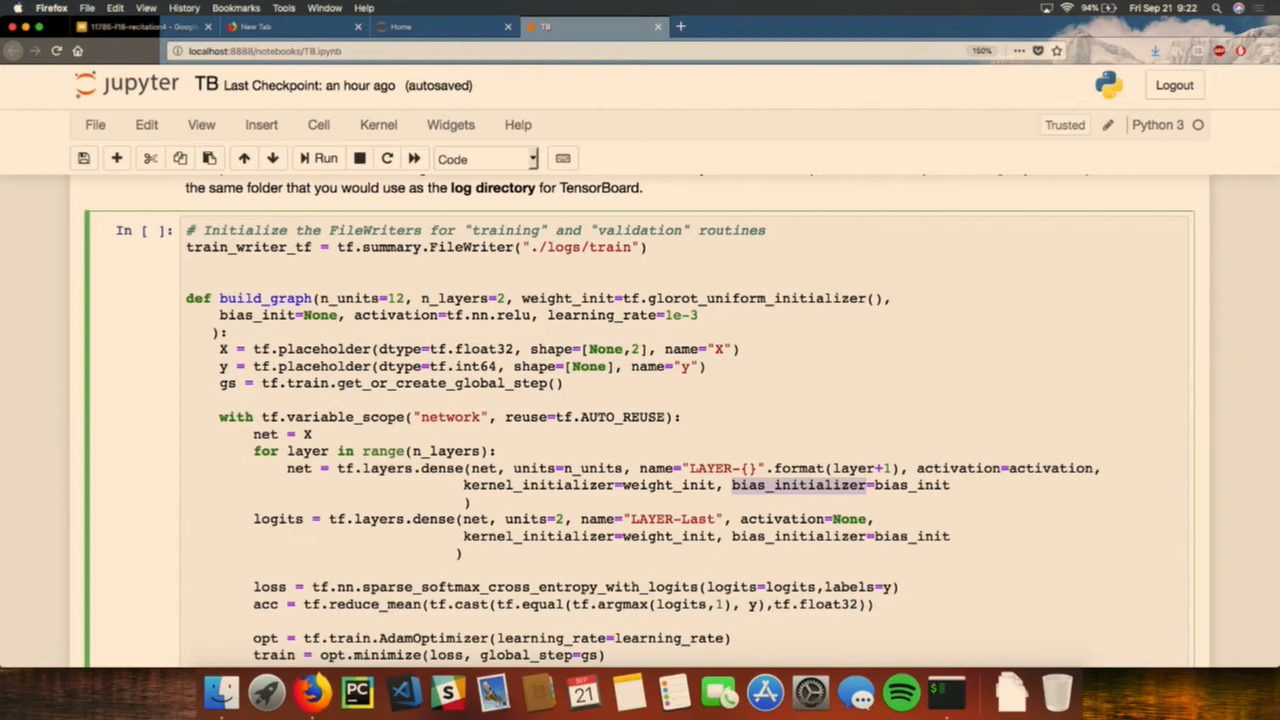 Firefox File Edit View History Bookmarks Tools Window Help 94% Fri Sep 21 9:22
11785-f18-recitation4 - Google New Tab Home TB
localhost:8888/notebooks/TB.ipynb 150%
jupyter TB Last Checkpoint: an hour ago (autosaved) Logout
File Edit View Insert Cell Kernel Widgets Help Trusted Python 3
Run Code
the same folder that you would use as the log directory for TensorBoard.
In [ ]: # Initialize the FileWriters for "training" and "validation" routines
train_writer_tf = tf.summary.FileWriter("./logs/train")
def build_graph(n_units=12, n_layers=2, weight_init=tf.glorot_uniform_initializer(),
bias_init=None, activation=tf.nn.relu, learning_rate=1e-3
):
X = tf.placeholder(dtype=tf.float32, shape=[None,2], name="X")
y = tf.placeholder(dtype=tf.int64, shape=[None], name="y")
gs = tf.train.get_or_create_global_step()
with tf.variable_scope("network", reuse=tf.AUTO_REUSE):
net = X
for layer in range(n_layers):
net = tf.layers.dense(net, units=n_units, name="LAYER-{}".format(layer+1), activation=activation,
kernel_initializer=weight_init, bias_initializer=bias_init
)
logits = tf.layers.dense(net, units=2, name="LAYER-Last", activation=None,
kernel_initializer=weight_init, bias_initializer=bias_init
)
loss = tf.nn.sparse_softmax_cross_entropy_with_logits(logits=logits,labels=y)
acc = tf.reduce_mean(tf.cast(tf.equal(tf.argmax(logits,1), y),tf.float32))
opt = tf.train.AdamOptimizer(learning_rate=learning_rate)
train = opt.minimize(loss, global_step=gs)
PC SEP 21